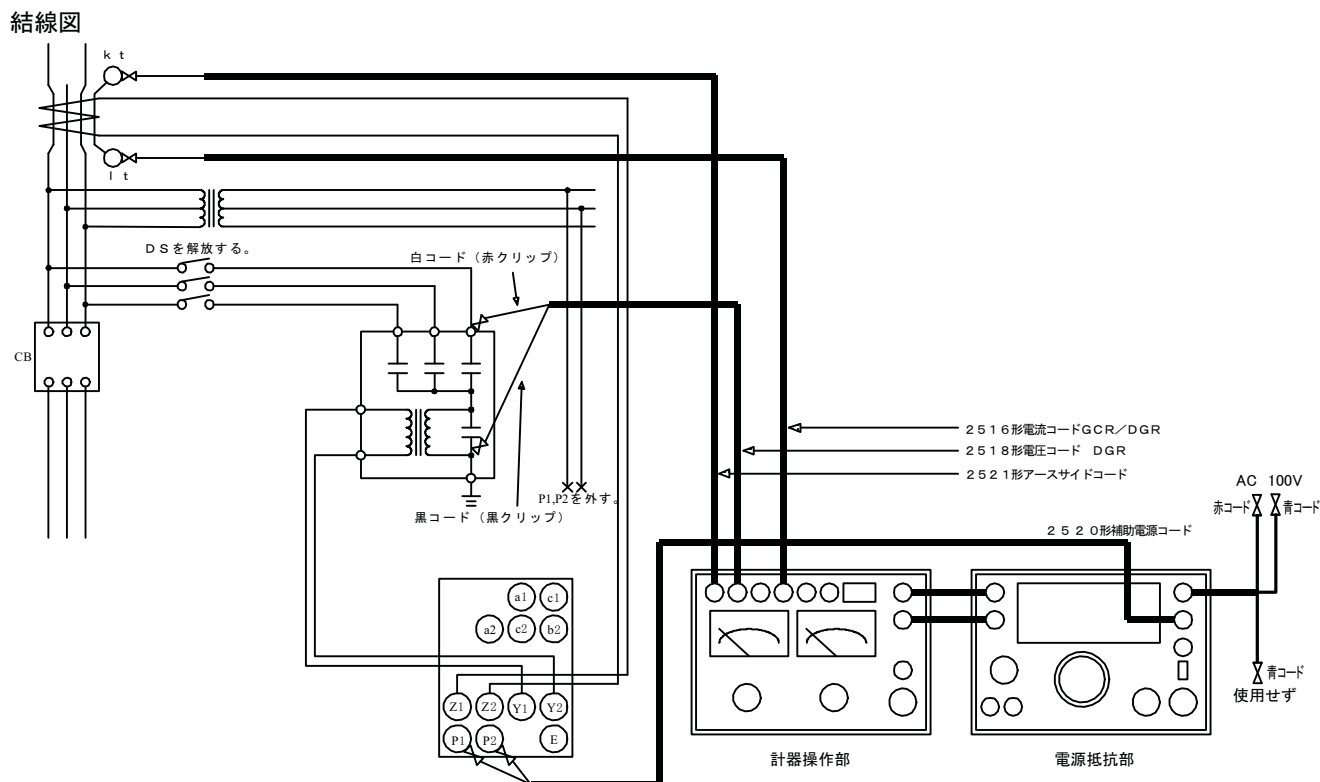 結線図
k t
l t
DSを解放する。
白コード（赤クリップ）
CB
2516形電流コードGCR／DGR
2518形電圧コード DGR
2521形アースサイドコード
P1,P2を外す。
黒コード（黒クリップ）
AC 100V
赤コード
青コード
2520形補助電源コード
a1 c1
a2 c2 b2
Z1 Z2 Y1 Y2
P1 P2 E
青コード
使用せず
計器操作部
電源抵抗部